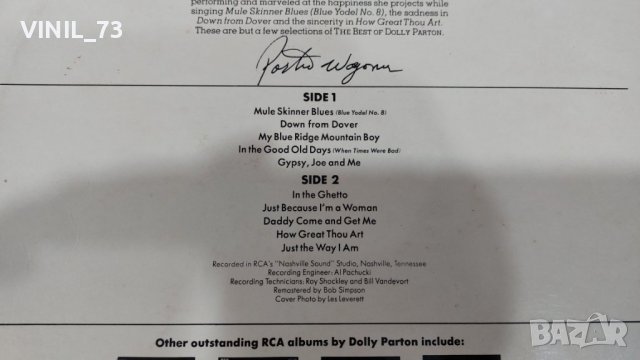 VINIL_73
performing and marveled at the happiness she projects while
singing Mule Skinner Blues (Blue Yodel No. 8), the sadness in
Down from Dover and the sincerity in How Great Thou Art.
These are but a few selections of THE BEST OF DOLLY PARTON.
Porter Wagoner
SIDE 1
Mule Skinner Blues (Blue Yodel No. 8)
Down from Dover
My Blue Ridge Mountain Boy
In the Good Old Days (When Times Were Bad)
Gypsy, Joe and Me
SIDE 2
In the Ghetto
Just Because I'm a Woman
Daddy Come and Get Me
How Great Thou Art
Just the Way I Am
Recorded in RCA's "Nashville Sound" Studio, Nashville, Tennessee
Recording Engineer: Al Pachucki
Recording Technicians: Roy Shockley and Bill Vandevort
Remastered by Bob Simpson
Cover Photo by Les Leverett
Other outstanding RCA albums by Dolly Parton include:
BAZAR